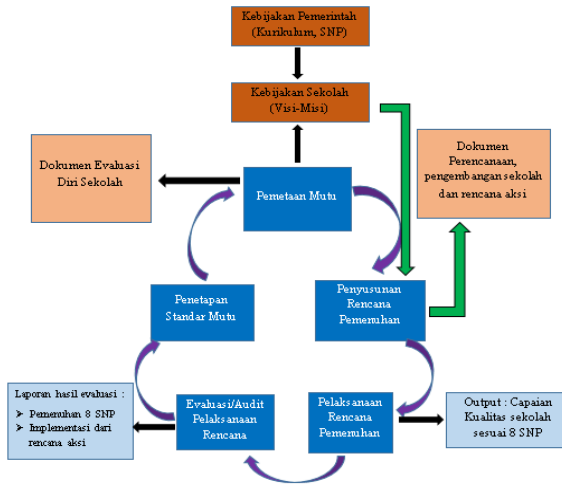 Kebijakan Pemerintah
(Kurikulum, SNP)
Kebijakan Sekolah
(Visi-Misi)
Dokumen Evaluasi
Diri Sekolah
Pemetaan Mutu
Dokumen
Perencanaan,
pengembangan sekolah
dan rencana aksi
Penetapan
Standar Mutu
Penyusunan
Rencana
Pemenuhan
Laporan hasil evaluasi :
➢ Pemenuhan 8 SNP
➢ Implementasi dari
rencana aksi
Evaluasi/Audit
Pelaksanaan
Rencana
Pelaksanaan
Rencana
Pemenuhan
Output : Capaian
Kualitas sekolah
sesuai 8 SNP